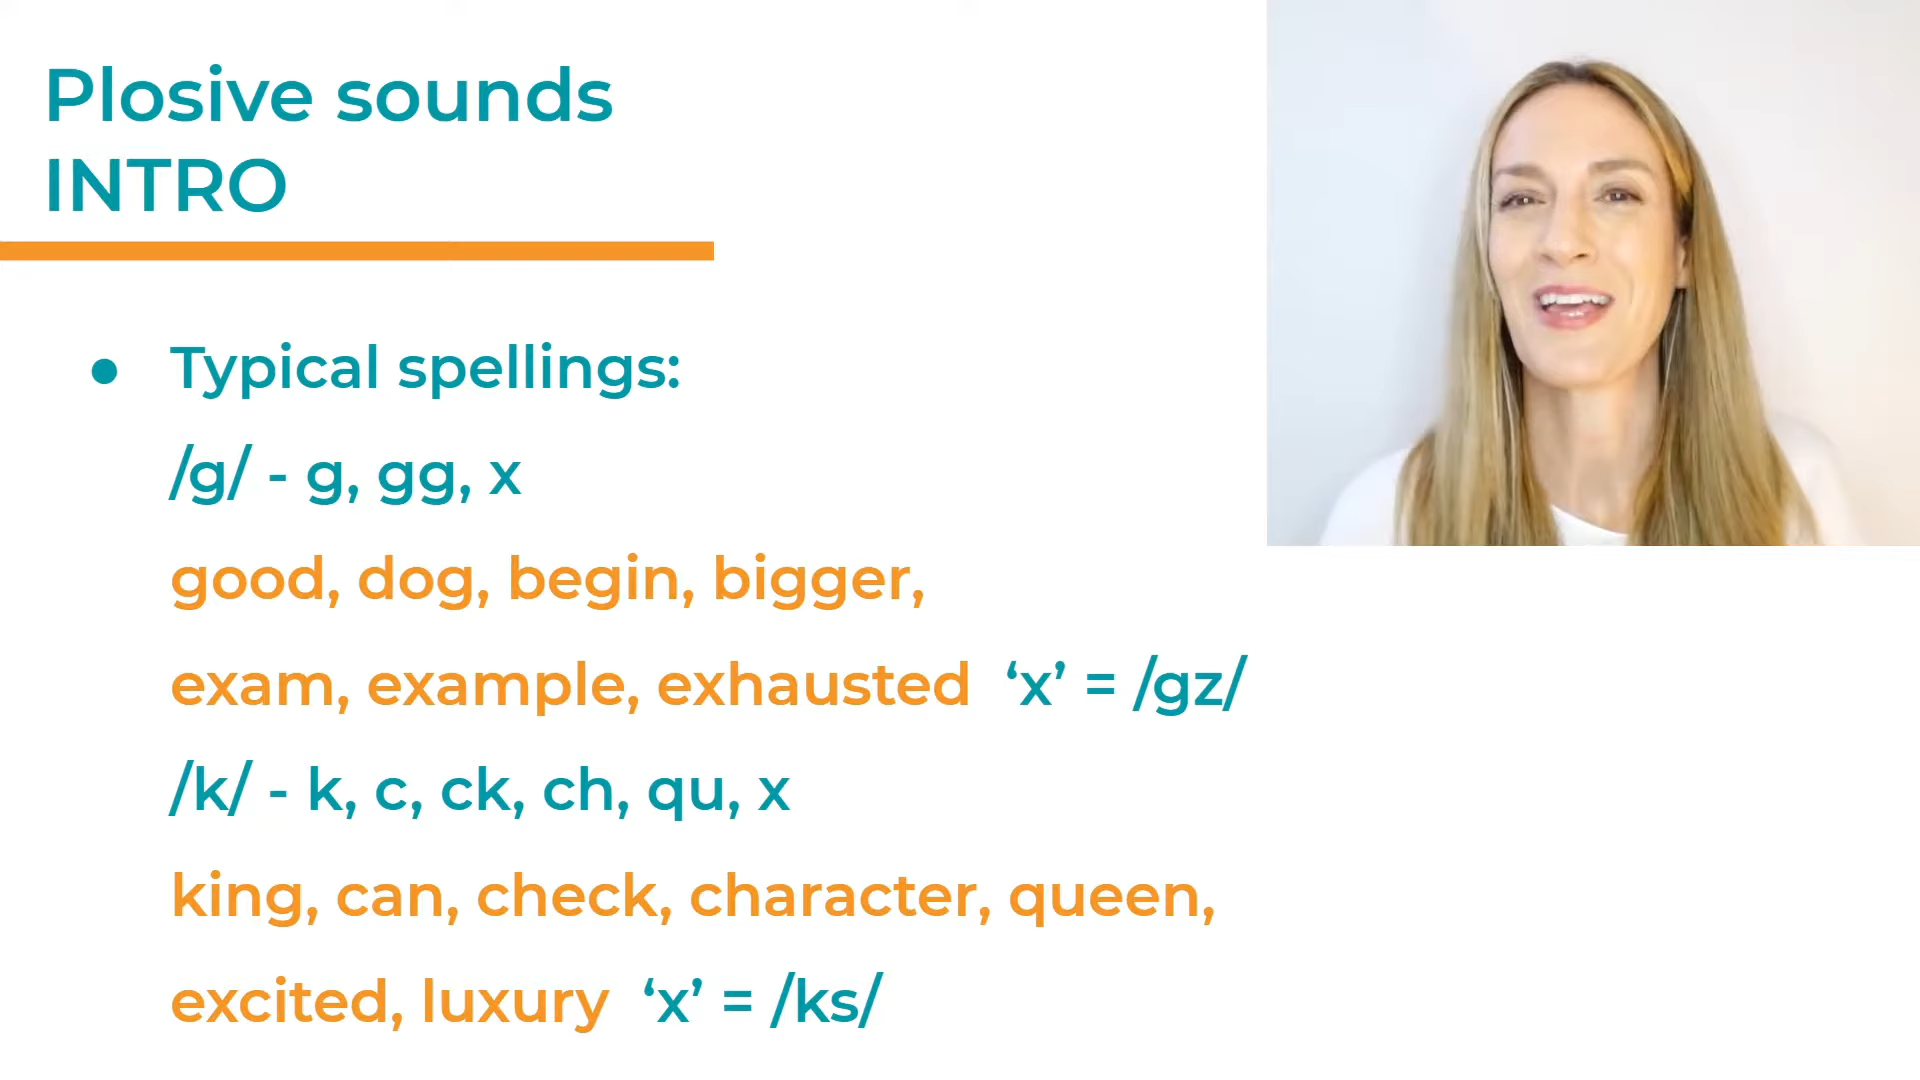 Plosive sounds
INTRO
● Typical spellings:
/g/ - g, gg, x
good, dog, begin, bigger,
exam, example, exhausted ‘x’ = /gz/
/k/ - k, c, ck, ch, qu, x
king, can, check, character, queen,
excited, luxury ‘x’ = /ks/